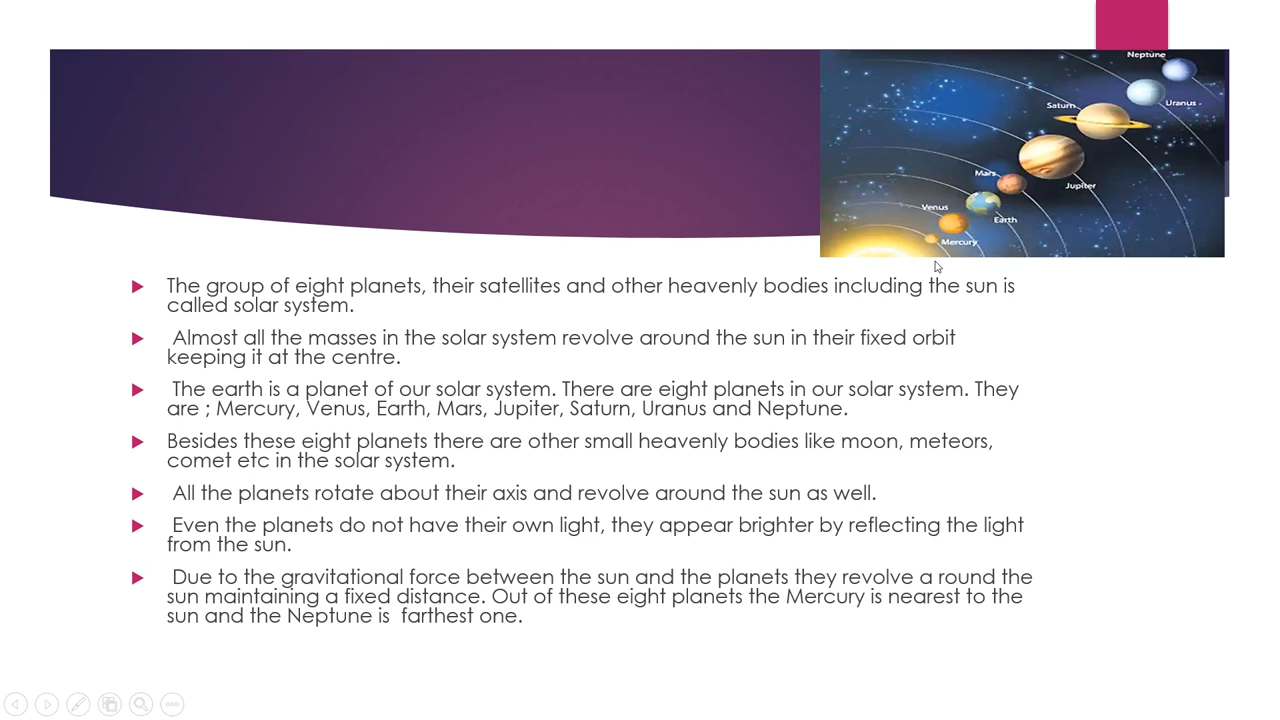 Neptune
Uranus
Saturn
Mars
Jupiter
Venus
Earth
Mercury
The group of eight planets, their satellites and other heavenly bodies including the sun is
called solar system.
Almost all the masses in the solar system revolve around the sun in their fixed orbit
keeping it at the centre.
The earth is a planet of our solar system. There are eight planets in our solar system. They
are ; Mercury, Venus, Earth, Mars, Jupiter, Saturn, Uranus and Neptune.
Besides these eight planets there are other small heavenly bodies like moon, meteors,
comet etc in the solar system.
All the planets rotate about their axis and revolve around the sun as well.
Even the planets do not have their own light, they appear brighter by reflecting the light
from the sun.
Due to the gravitational force between the sun and the planets they revolve a round the
sun maintaining a fixed distance. Out of these eight planets the Mercury is nearest to the
sun and the Neptune is  farthest one.